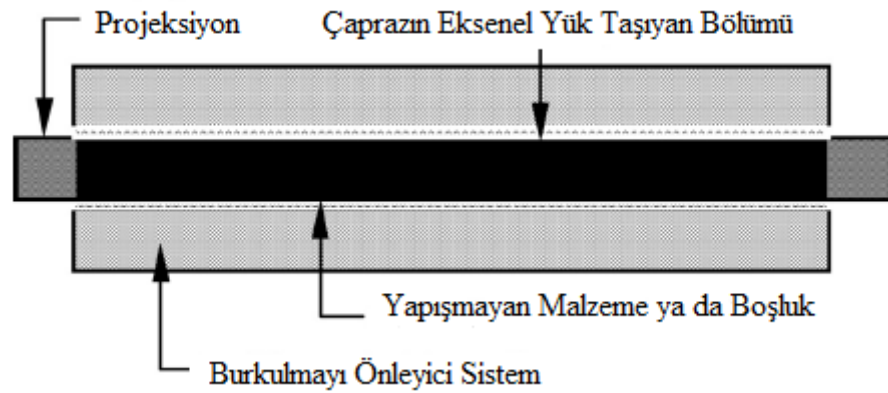 Projeksiyon
Çaprazın Eksenel Yük Taşıyan Bölümü
Yapışmayan Malzeme ya da Boşluk
Burkulmayı Önleyici Sistem